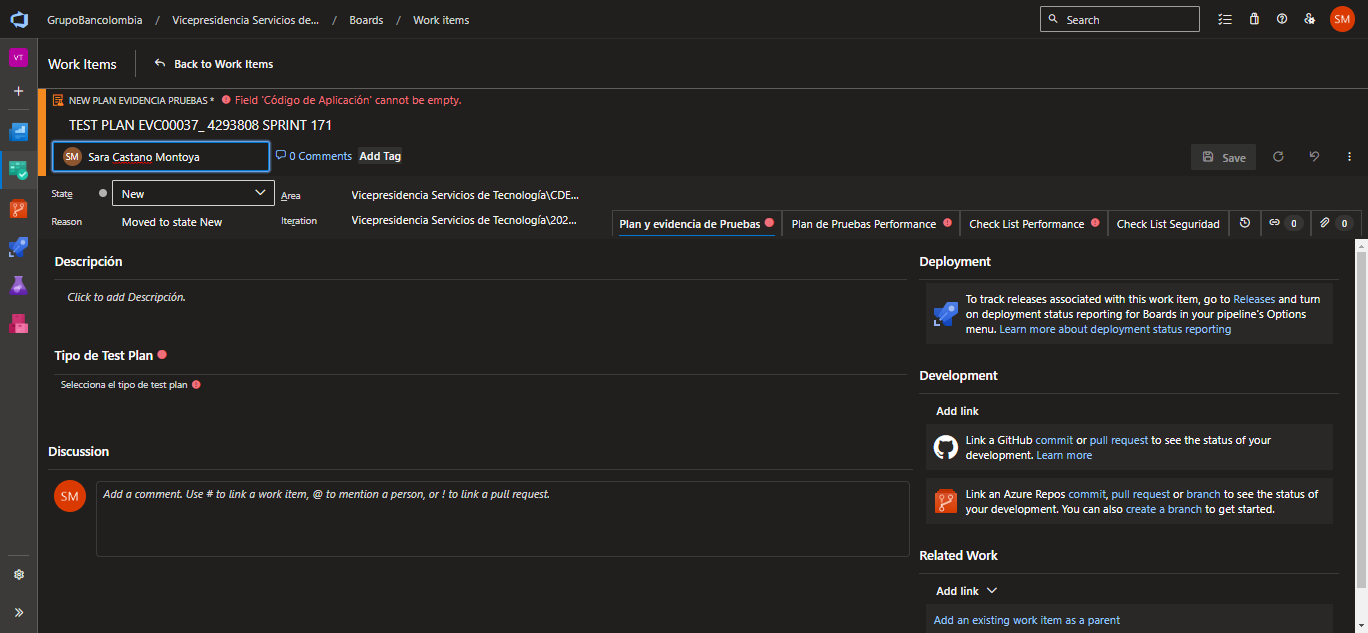 GrupoBancolombia / Vicepresidencia Servicios de... / Boards / Work items
Search
SM
VT
Work Items
Back to Work Items
NEW PLAN EVIDENCIA PRUEBAS *
Field 'Código de Aplicación' cannot be empty.
TEST PLAN EVC00037_ 4293808 SPRINT 171
SM Sara Castano Montoya
0 Comments
Add Tag
Save
State
New
Area
Vicepresidencia Servicios de Tecnología\CDE...
Reason
Moved to state New
Iteration
Vicepresidencia Servicios de Tecnología\202...
Plan y evidencia de Pruebas
Plan de Pruebas Performance
Check List Performance
Check List Seguridad
0
0
Descripción
Click to add Descripción.
Tipo de Test Plan
Selecciona el tipo de test plan
Discussion
SM
Add a comment. Use # to link a work item, @ to mention a person, or ! to link a pull request.
Deployment
To track releases associated with this work item, go to Releases and turn
on deployment status reporting for Boards in your pipeline's Options
menu. Learn more about deployment status reporting
Development
Add link
Link a GitHub commit or pull request to see the status of your
development. Learn more
Link an Azure Repos commit, pull request or branch to see the status of
your development. You can also create a branch to get started.
Related Work
Add link
Add an existing work item as a parent